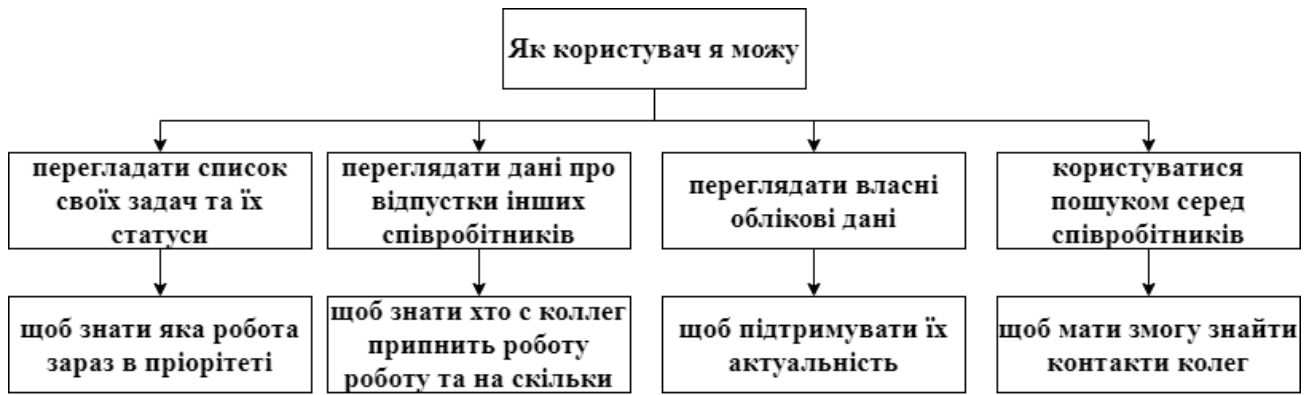 Як користувач я можу
перегладати список
своїх задач та їх
статуси
переглядати дані про
відпустки інших
співробітників
переглядати власні
облікові дані
користуватися
пошуком серед
співробітників
щоб знати яка робота
зараз в пріорітеті
щоб знати хто с коллег
припнить роботу
роботу та на скільки
щоб підтримувати їх
актуальність
щоб мати змогу знайти
контакти колег